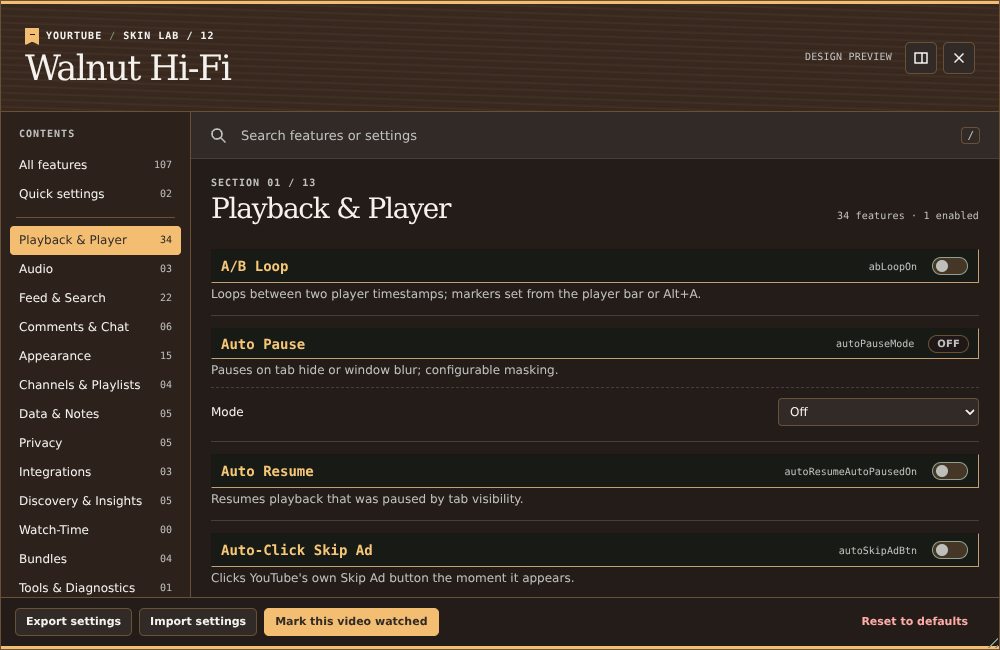 YOURTUBE / SKIN LAB / 12
Walnut Hi-Fi
DESIGN PREVIEW
CONTENTS
All features 107
Quick settings 02
Playback & Player 34
Audio 03
Feed & Search 22
Comments & Chat 06
Appearance 15
Channels & Playlists 04
Data & Notes 05
Privacy 05
Integrations 03
Discovery & Insights 05
Watch-Time 00
Bundles 04
Tools & Diagnostics 01
Search features or settings /
SECTION 01 / 13
Playback & Player
34 features · 1 enabled
A/B Loop abLoopOn
Loops between two player timestamps; markers set from the player bar or Alt+A.
Auto Pause autoPauseMode OFF
Pauses on tab hide or window blur; configurable masking.
Mode Off
Auto Resume autoResumeAutoPausedOn
Resumes playback that was paused by tab visibility.
Auto-Click Skip Ad autoSkipAdBtn
Clicks YouTube's own Skip Ad button the moment it appears.
Export settings Import settings Mark this video watched Reset to defaults